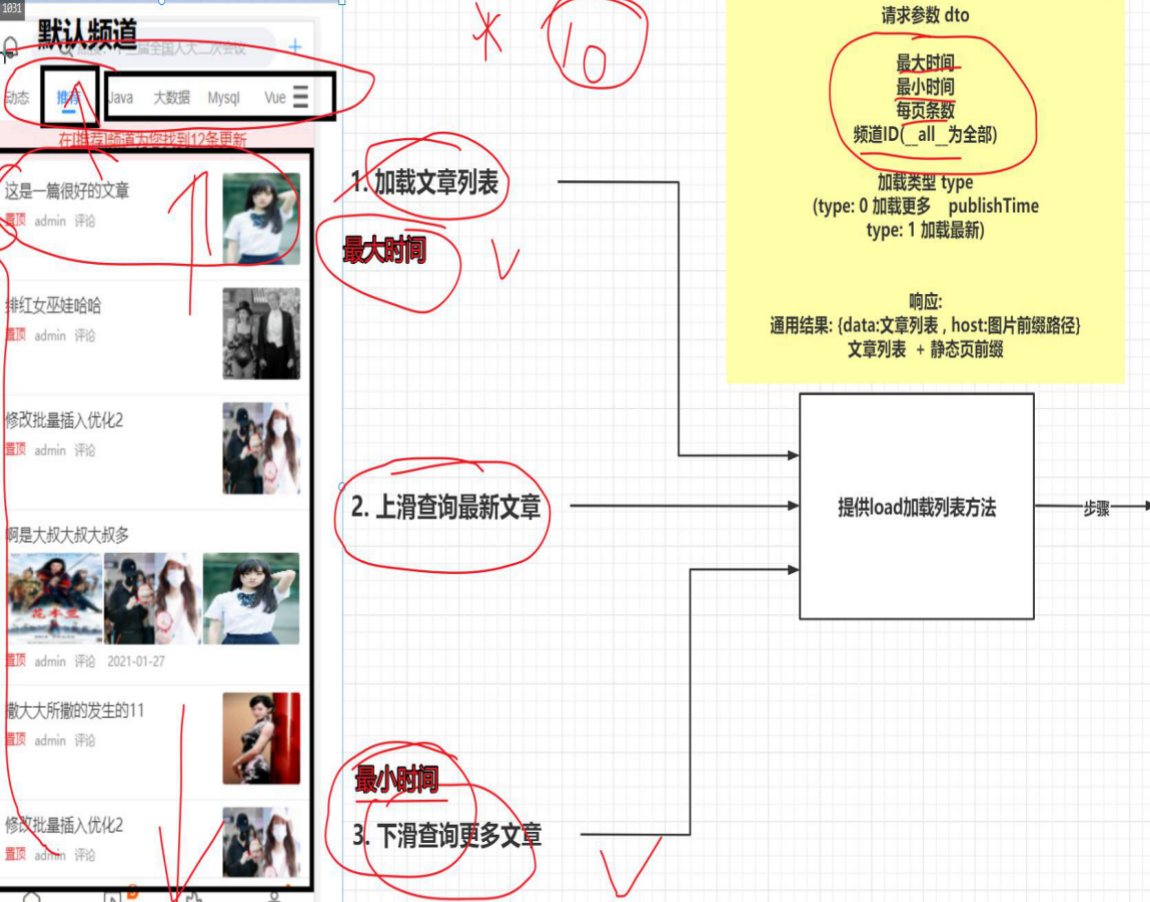 1031
默认频道
届全国人大二次会议
动态 推荐 Java 大数据 Mysql Vue
在[推荐]频道为您找到12条更新
这是一篇很好的文章
置顶 admin 评论
绯红女巫娃哈哈
置顶 admin 评论
修改批量插入优化2
置顶 admin 评论
啊是大叔大叔大叔多
花木兰
置顶 admin 评论 2021-01-27
撒大大所撒的发生的11
置顶 admin 评论
修改批量插入优化2
置顶 admin 评论
* 10
1. 加载文章列表
最大时间
2. 上滑查询最新文章
最小时间
3. 下滑查询更多文章
请求参数 dto
最大时间
最小时间
每页条数
频道ID(__all__为全部)
加载类型 type
(type: 0 加载更多 publishTime
type: 1 加载最新)
响应:
通用结果: {data:文章列表 , host:图片前缀路径}
文章列表 + 静态页前缀
提供load加载列表方法
步骤